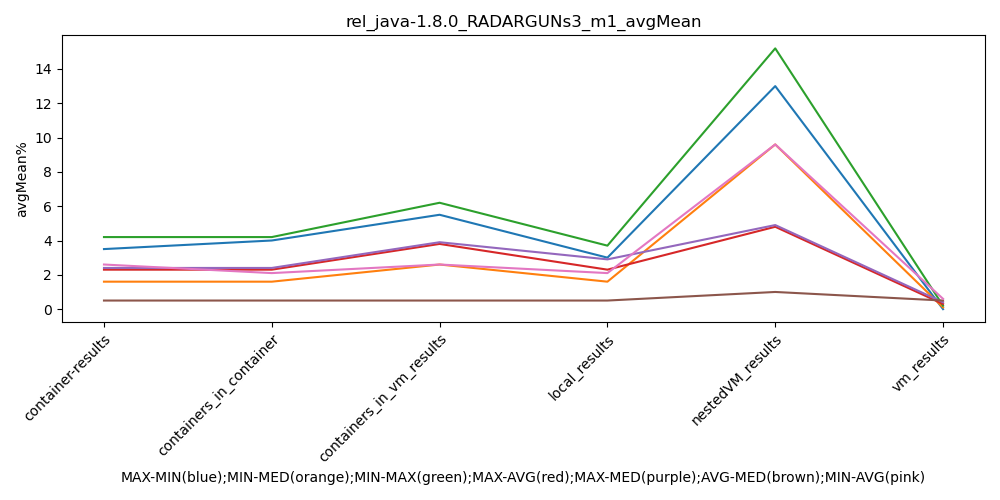 rel_java-1.8.0_RADARGUNs3_m1_avgMean
avgMean%
14
12
10
8
6
4
2
0
container-results
containers_in_container
containers_in_vm_results
local_results
nestedVM_results
vm_results
MAX-MIN(blue);MIN-MED(orange);MIN-MAX(green);MAX-AVG(red);MAX-MED(purple);AVG-MED(brown);MIN-AVG(pink)